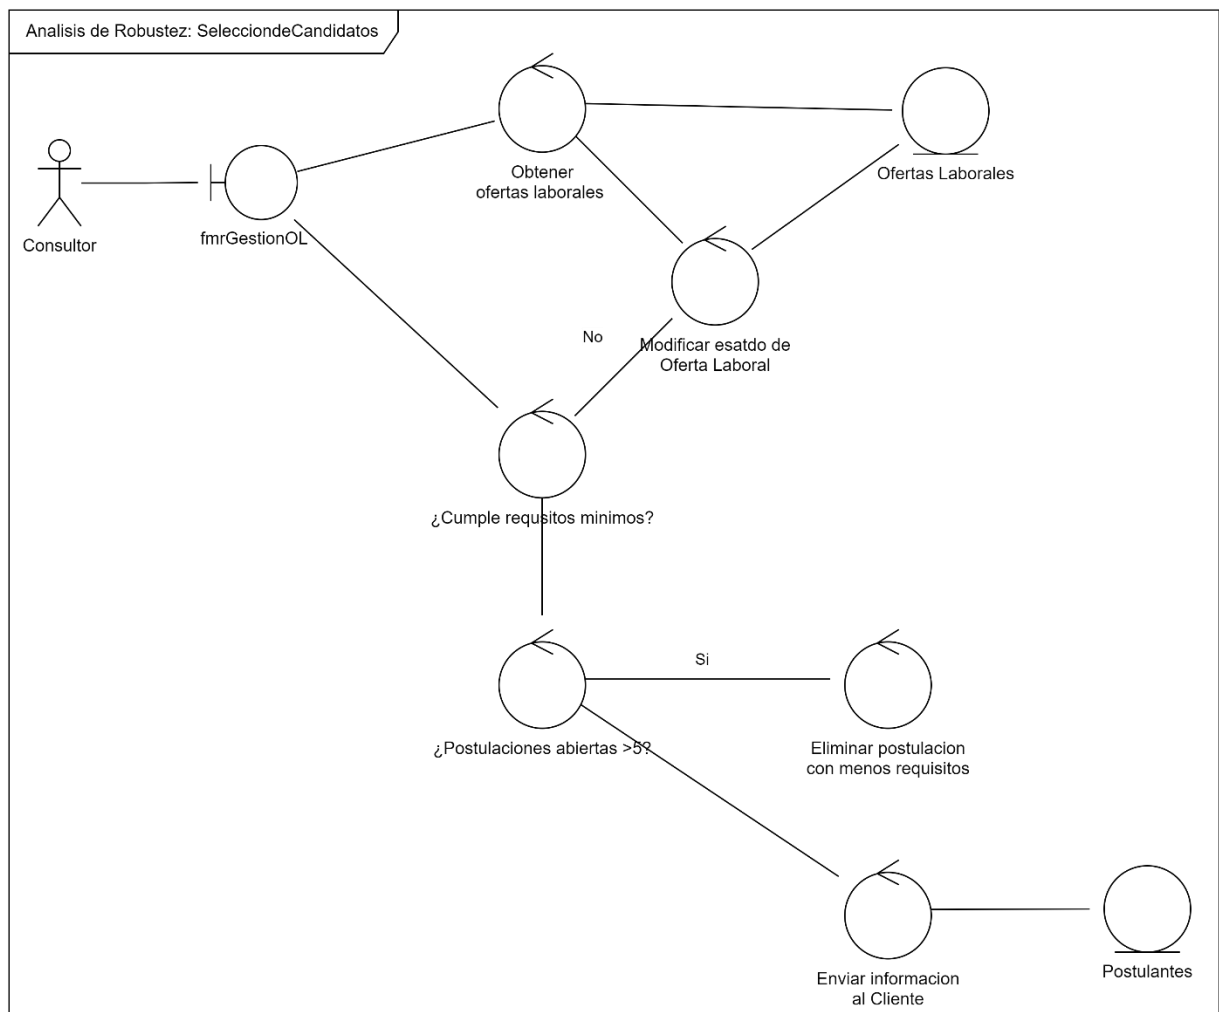 Analisis de Robustez: SelecciondeCandidatos
Obtener
ofertas laborales
Ofertas Laborales
Consultor
fmrGestionOL
No
Modificar esatdo de
Oferta Laboral
¿Cumple requsitos minimos?
Si
¿Postulaciones abiertas >5?
Eliminar postulacion
con menos requisitos
Enviar informacion
al Cliente
Postulantes